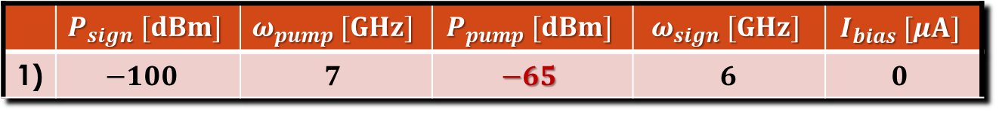 P_sign [dBm] ω_pump [GHz] P_pump [dBm] ω_sign [GHz] I_bias [μA]
1) −100 7 −65 6 0